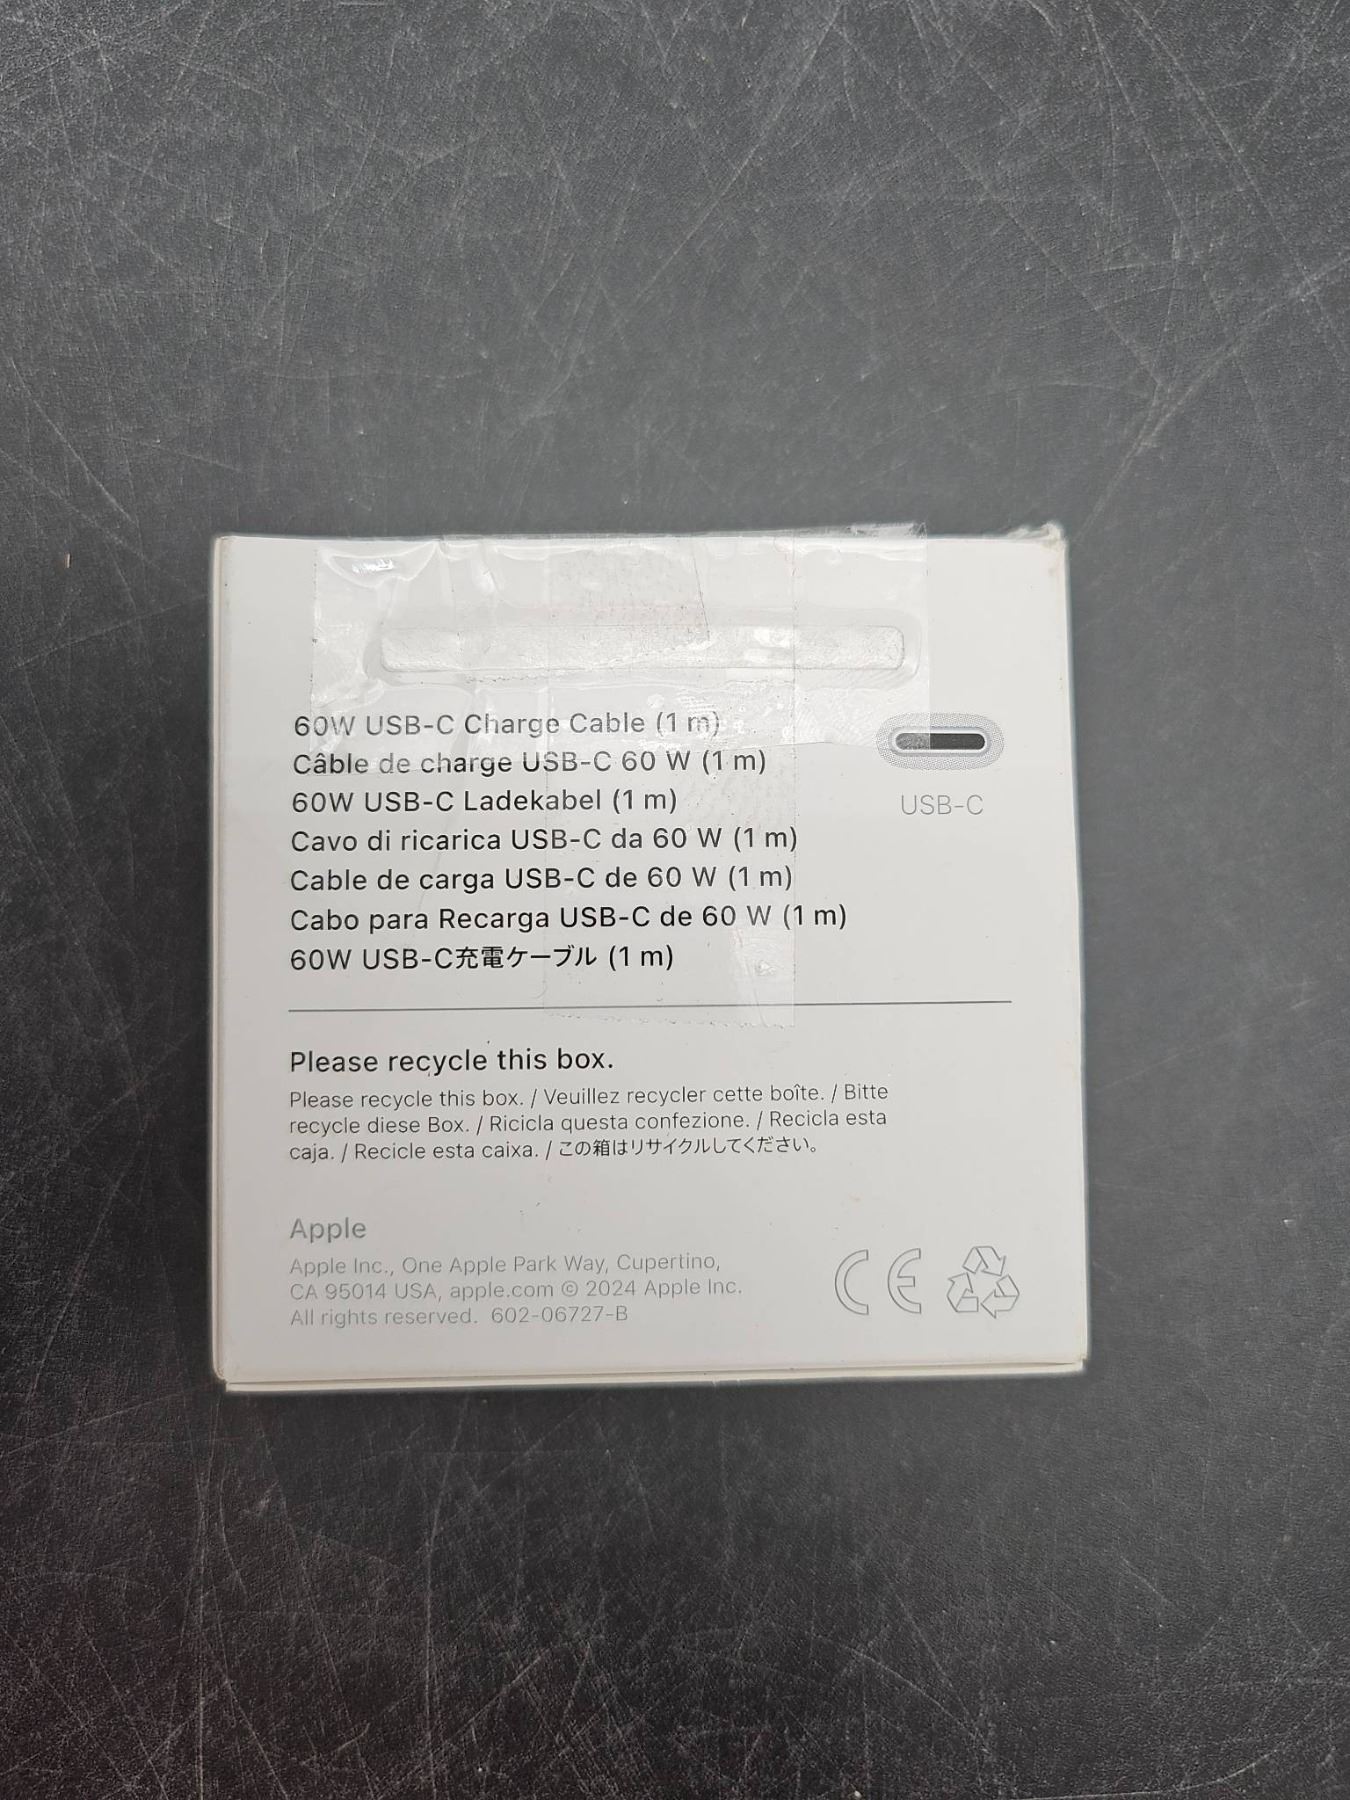 60W USB-C Charge Cable (1 m)
Câble de charge USB-C 60 W (1 m)
60W USB-C Ladekabel (1 m)
Cavo di ricarica USB-C da 60 W (1 m)
Cable de carga USB-C de 60 W (1 m)
Cabo para Recarga USB-C de 60 W (1 m)
60W USB-C充電ケーブル (1 m)
USB-C
Please recycle this box.
Please recycle this box. / Veuillez recycler cette boîte. / Bitte
recycle diese Box. / Ricicla questa confezione. / Recicla esta
caja. / Recicle esta caixa. / この箱はリサイクルしてください。
Apple
Apple Inc., One Apple Park Way, Cupertino,
CA 95014 USA, apple.com © 2024 Apple Inc.
All rights reserved. 602-06727-B
CE